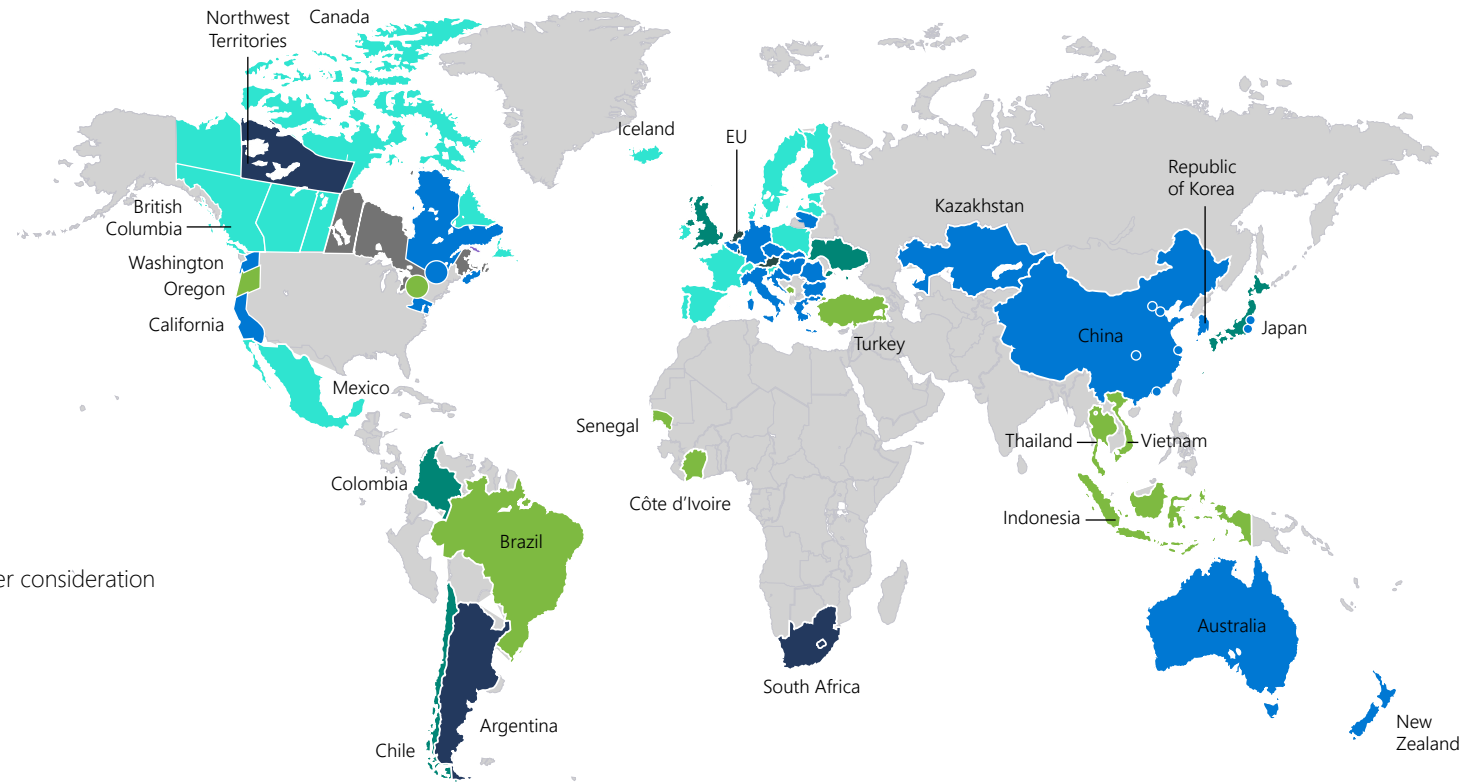 Northwest
Territories
Canada
Iceland
EU
Republic
of Korea
British
Columbia
Kazakhstan
Washington
Oregon
California
China
Japan
Turkey
Mexico
Senegal
Thailand
Vietnam
Colombia
Côte d’Ivoire
Indonesia
Brazil
er consideration
Australia
South Africa
Argentina
New
Zealand
Chile